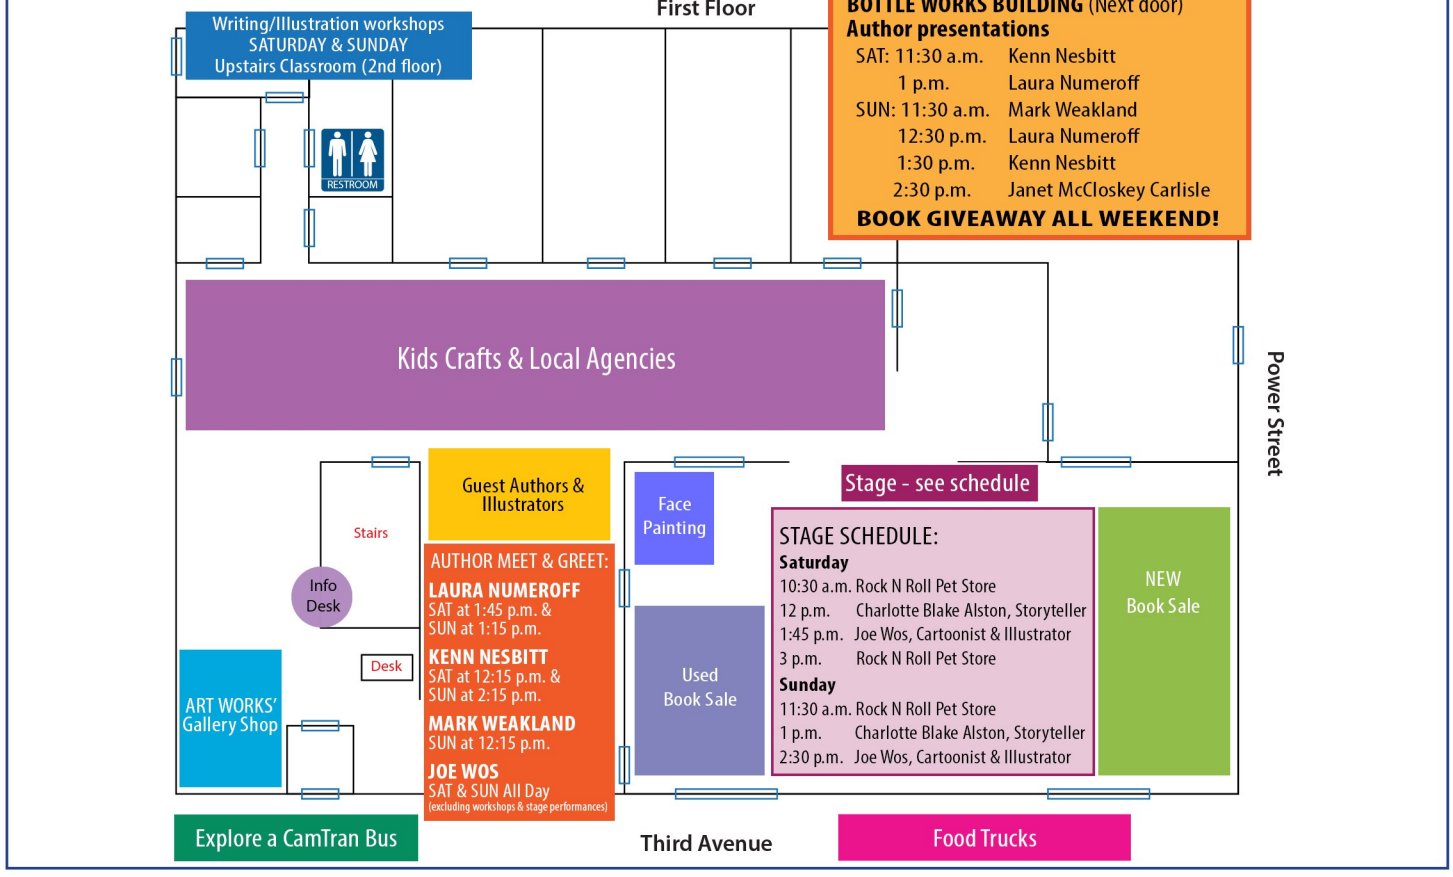 First Floor
Writing/Illustration workshops
SATURDAY & SUNDAY
Upstairs Classroom (2nd floor)
BOTTLE WORKS BUILDING (Next door)
Author presentations
SAT: 11:30 a.m. Kenn Nesbitt
1 p.m. Laura Numeroff
SUN: 11:30 a.m. Mark Weakland
12:30 p.m. Laura Numeroff
1:30 p.m. Kenn Nesbitt
2:30 p.m. Janet McCloskey Carlisle
BOOK GIVEAWAY ALL WEEKEND!
RESTROOM
Kids Crafts & Local Agencies
Power Street
Guest Authors &
Illustrators
Stairs
Info
Desk
Desk
ART WORKS’
Gallery Shop
AUTHOR MEET & GREET:
LAURA NUMEROFF
SAT at 1:45 p.m. &
SUN at 1:15 p.m.
KENN NESBITT
SAT at 12:15 p.m. &
SUN at 2:15 p.m.
MARK WEAKLAND
SUN at 12:15 p.m.
JOE WOS
SAT & SUN All Day
(excluding workshops & stage performances)
Face
Painting
Used
Book Sale
Stage - see schedule
STAGE SCHEDULE:
Saturday
10:30 a.m. Rock N Roll Pet Store
12 p.m. Charlotte Blake Alston, Storyteller
1:45 p.m. Joe Wos, Cartoonist & Illustrator
3 p.m. Rock N Roll Pet Store
Sunday
11:30 a.m. Rock N Roll Pet Store
1 p.m. Charlotte Blake Alston, Storyteller
2:30 p.m. Joe Wos, Cartoonist & Illustrator
NEW
Book Sale
Explore a CamTran Bus
Third Avenue
Food Trucks